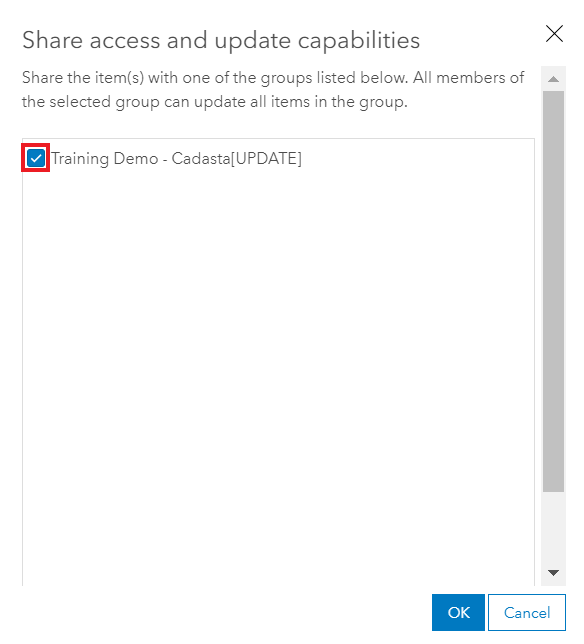 Share access and update capabilities
Share the item(s) with one of the groups listed below. All members of
the selected group can update all items in the group.
Training Demo - Cadasta[UPDATE]
OK
Cancel